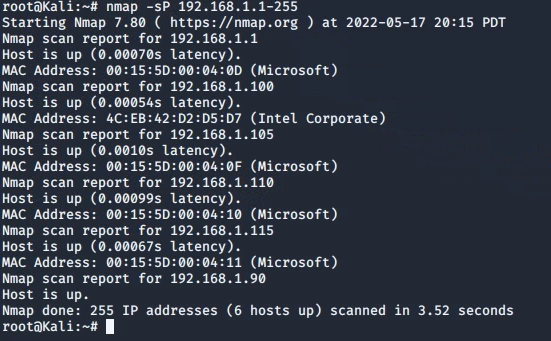 root@Kali:~# nmap -sP 192.168.1.1-255
Starting Nmap 7.80 ( https://nmap.org ) at 2022-05-17 20:15 PDT
Nmap scan report for 192.168.1.1
Host is up (0.00070s latency).
MAC Address: 00:15:5D:00:04:0D (Microsoft)
Nmap scan report for 192.168.1.100
Host is up (0.00054s latency).
MAC Address: 4C:EB:42:D2:D5:D7 (Intel Corporate)
Nmap scan report for 192.168.1.105
Host is up (0.0010s latency).
MAC Address: 00:15:5D:00:04:0F (Microsoft)
Nmap scan report for 192.168.1.110
Host is up (0.00099s latency).
MAC Address: 00:15:5D:00:04:10 (Microsoft)
Nmap scan report for 192.168.1.115
Host is up (0.00067s latency).
MAC Address: 00:15:5D:00:04:11 (Microsoft)
Nmap scan report for 192.168.1.90
Host is up.
Nmap done: 255 IP addresses (6 hosts up) scanned in 3.52 seconds
root@Kali:~#